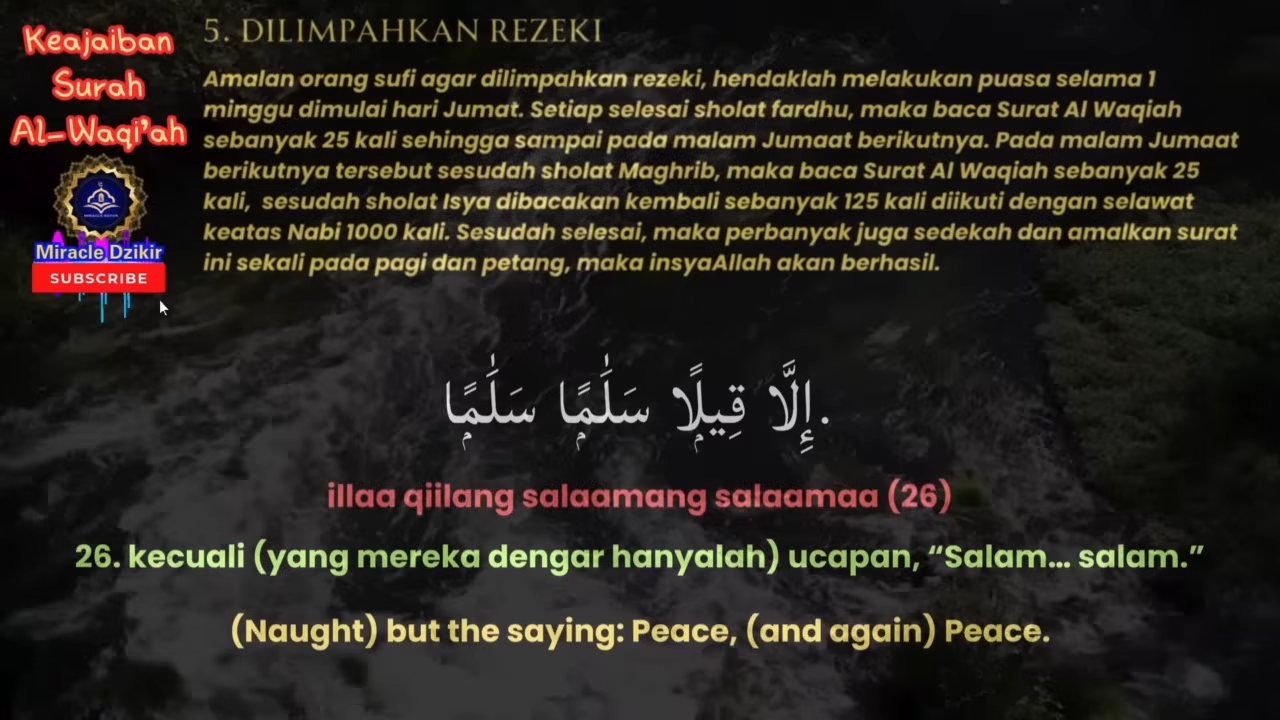 Keajaiban
Surah
Al-Waqi'ah
Miracle Dzikir
SUBSCRIBE
5. DILIMPAHKAN REZEKI
Amalan orang sufi agar dilimpahkan rezeki, hendaklah melakukan puasa selama 1
minggu dimulai hari Jumat. Setiap selesai sholat fardhu, maka baca Surat Al Waqiah
sebanyak 25 kali sehingga sampai pada malam Jumaat berikutnya. Pada malam Jumaat
berikutnya tersebut sesudah sholat Maghrib, maka baca Surat Al Waqiah sebanyak 25
kali,  sesudah sholat Isya dibacakan kembali sebanyak 125 kali diikuti dengan selawat
keatas Nabi 1000 kali. Sesudah selesai, maka perbanyak juga sedekah dan amalkan surat
ini sekali pada pagi dan petang, maka insyaAllah akan berhasil.
.إِلَّا قِيلًۭا سَلَٰمًۭا سَلَٰمًۭا
illaa qiilang salaamang salaamaa (26)
26. kecuali (yang mereka dengar hanyalah) ucapan, “Salam... salam.”
(Naught) but the saying: Peace, (and again) Peace.